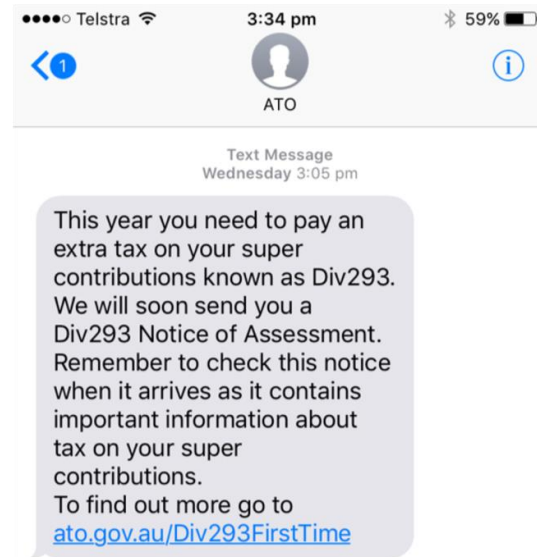 Telstra 3:34 pm 59%
1
ATO
Text Message
Wednesday 3:05 pm
This year you need to pay an
extra tax on your super
contributions known as Div293.
We will soon send you a
Div293 Notice of Assessment.
Remember to check this notice
when it arrives as it contains
important information about
tax on your super
contributions.
To find out more go to
ato.gov.au/Div293FirstTime